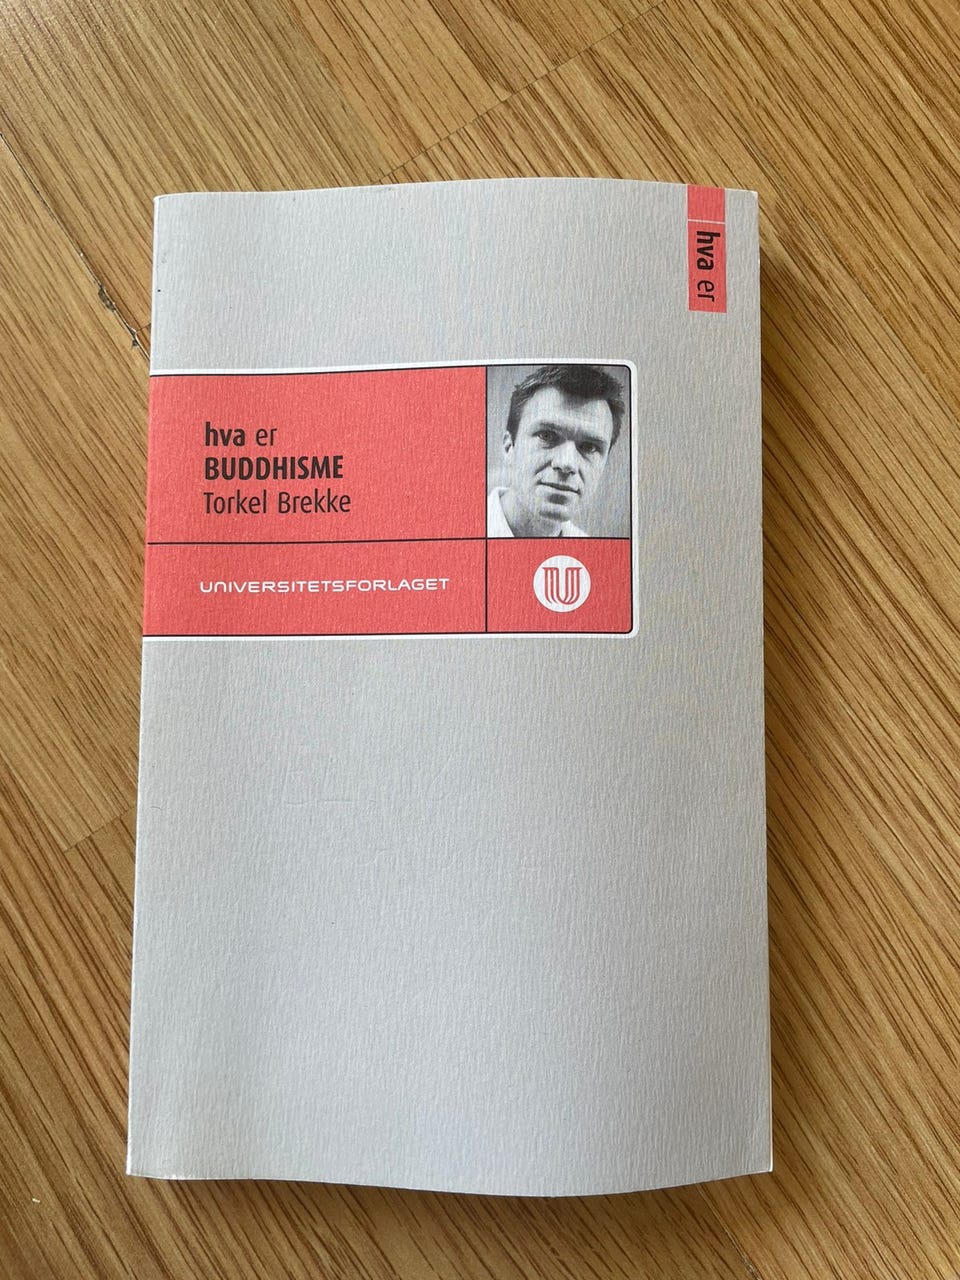 hva er
hva er
BUDDHISME
Torkel Brekke
UNIVERSITETSFORLAGET
U